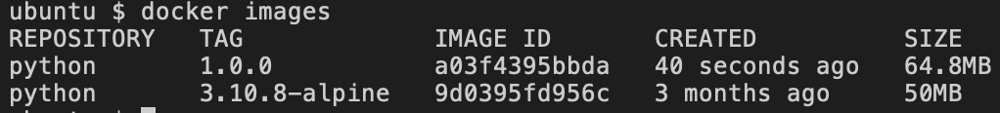 ubuntu $ docker images
REPOSITORY TAG IMAGE ID CREATED SIZE
python 1.0.0 a03f4395bbda 40 seconds ago 64.8MB
python 3.10.8-alpine 9d0395fd956c 3 months ago 50MB